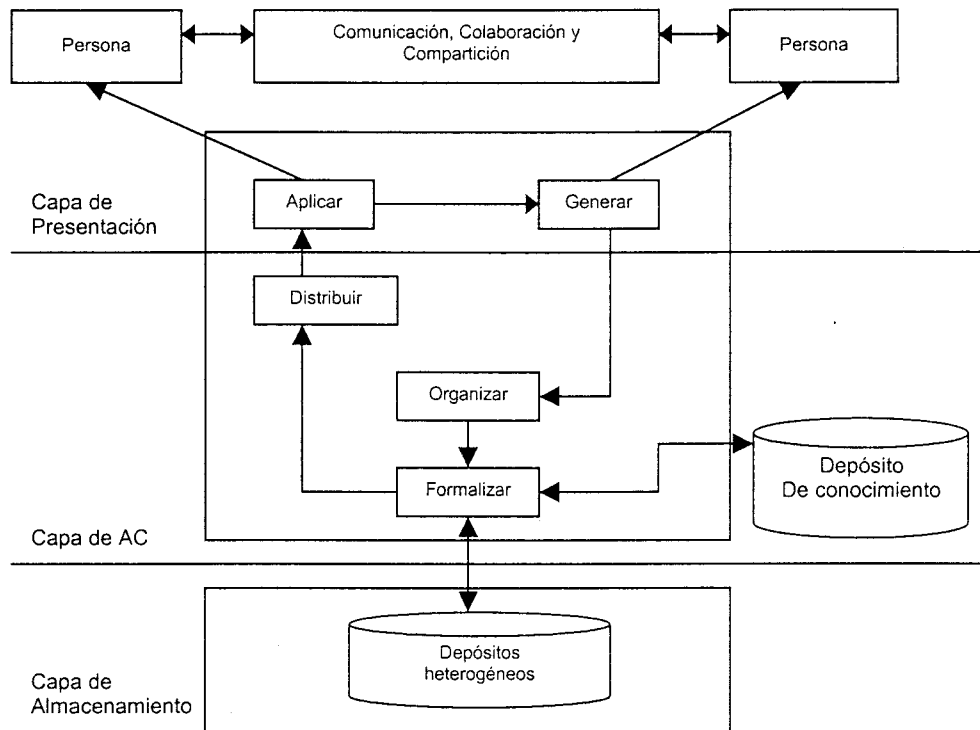 Persona
Comunicación, Colaboración y
Compartición
Persona
Capa de
Presentación
Aplicar
Generar
Distribuir
Organizar
Formalizar
Depósito
De conocimiento
Capa de AC
Depósitos
heterogéneos
Capa de
Almacenamiento